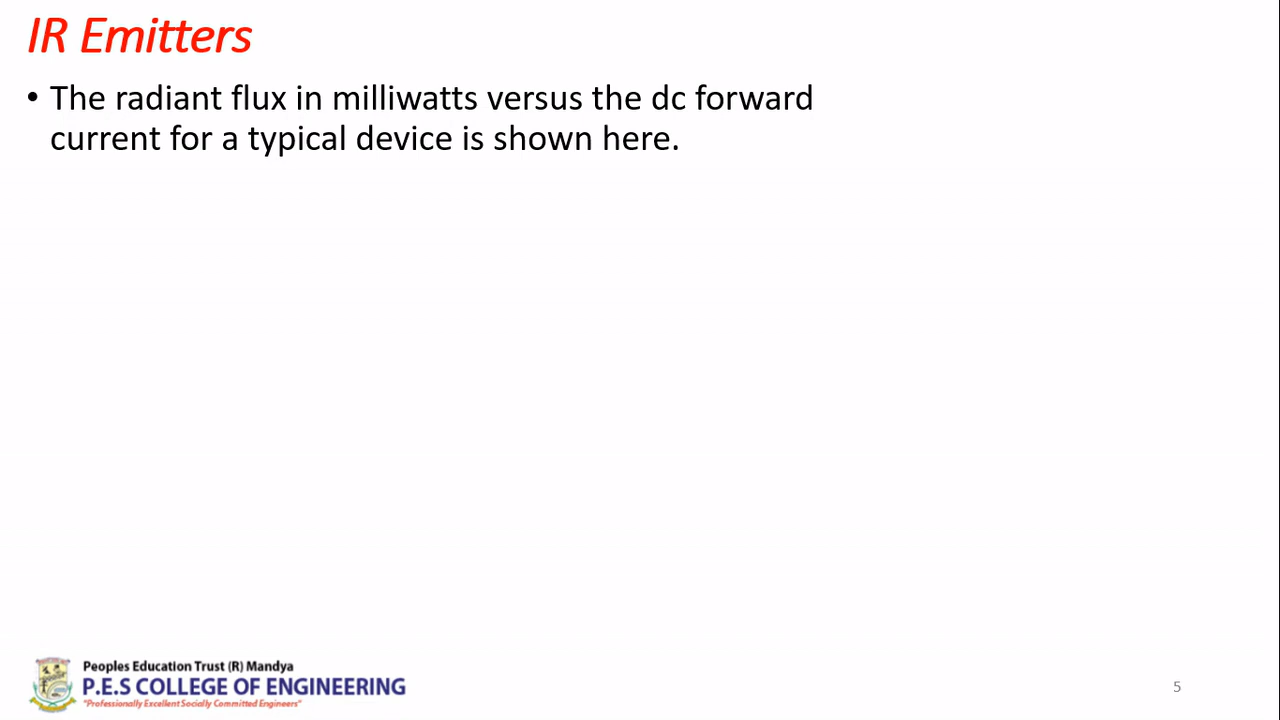 IR Emitters
• The radiant flux in milliwatts versus the dc forward
current for a typical device is shown here.
Peoples Education Trust (R) Mandya
P.E.S COLLEGE OF ENGINEERING
"Professionally Excellent Socially Committed Engineers"
5